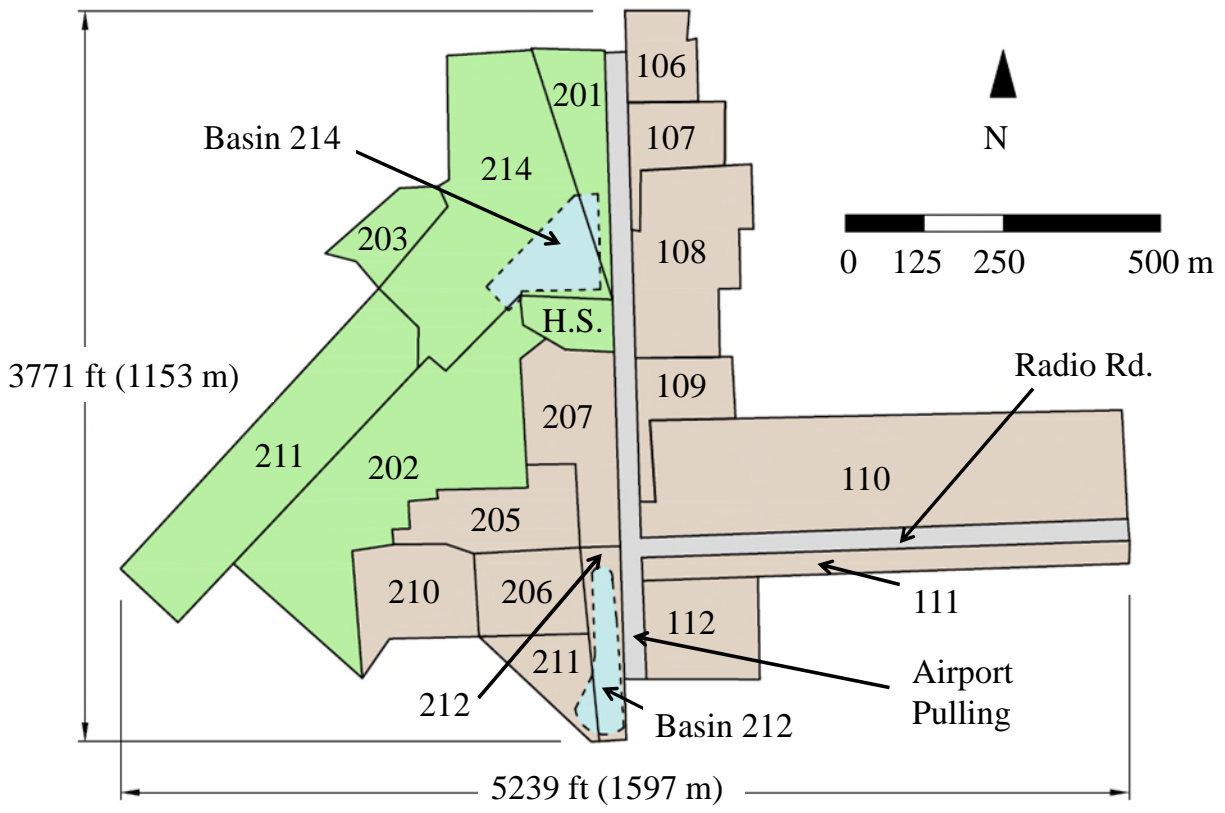 106
201
107
Basin 214
N
214
203
108
0 125 250 500 m
H.S.
Radio Rd.
3771 ft (1153 m)
109
207
211
202
110
205
210
206
111
112
211
Airport
Pulling
212
Basin 212
5239 ft (1597 m)